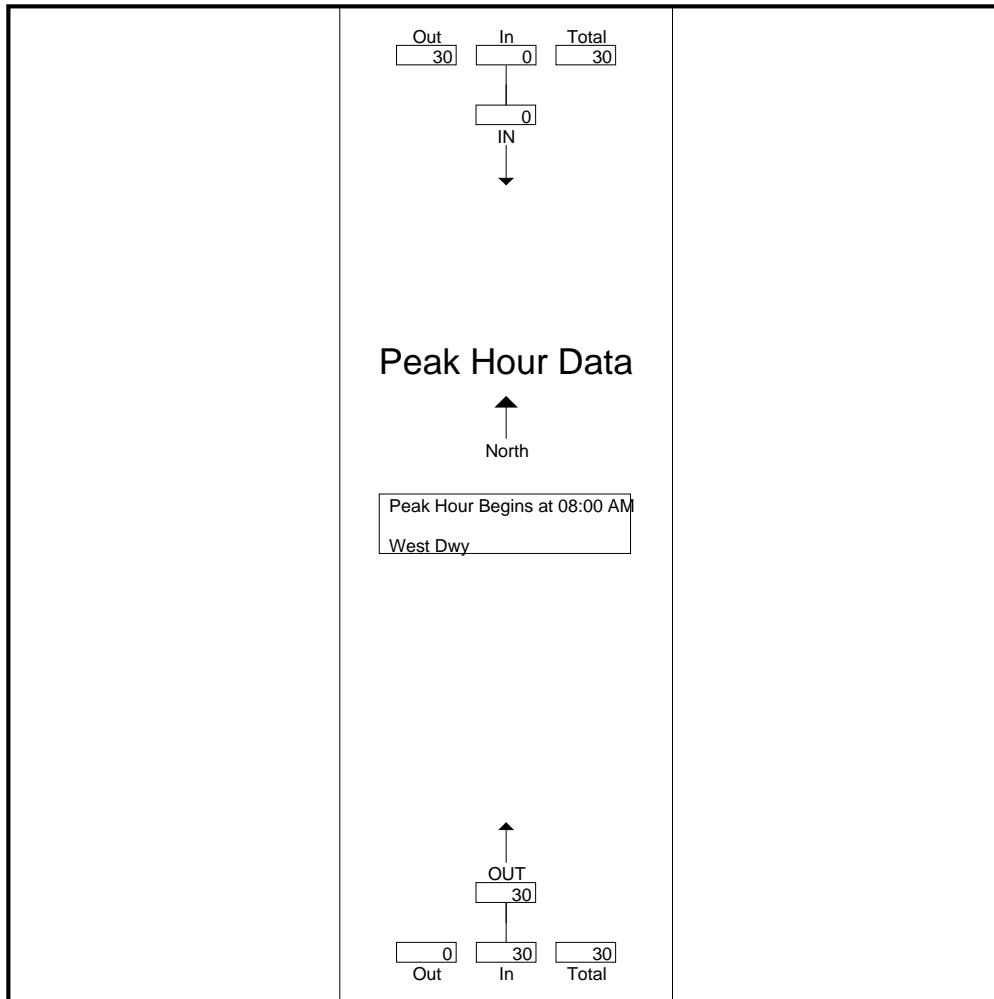 Out In Total
30 0 30
0
IN
Peak Hour Data
North
Peak Hour Begins at 08:00 AM
West Dwy
OUT
30
0 30 30
Out In Total